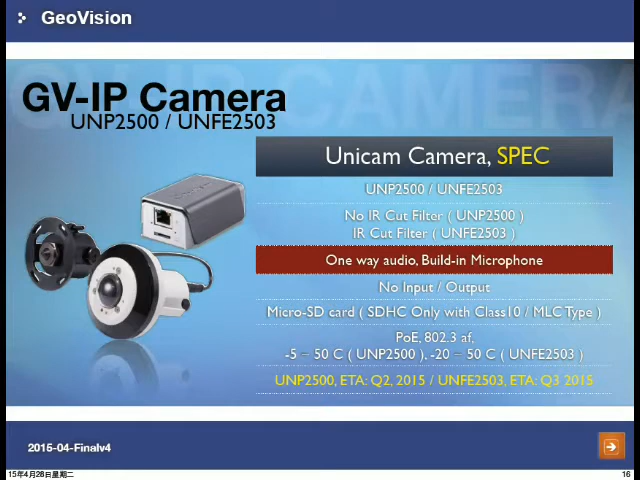 GeoVision
GV-IP Camera
UNP2500 / UNFE2503
Unicam Camera, SPEC
UNP2500 / UNFE2503
No IR Cut Filter ( UNP2500 )
IR Cut Filter ( UNFE2503 )
One way audio, Build-in Microphone
No Input / Output
Micro-SD card ( SDHC Only with Class10 / MLC Type )
PoE, 802.3 af,
-5 ~ 50 C ( UNP2500 ), -20 ~ 50 C ( UNFE2503 )
UNP2500, ETA: Q2, 2015 / UNFE2503, ETA: Q3 2015
2015-04-Finalv4
15年4月28日星期二
16